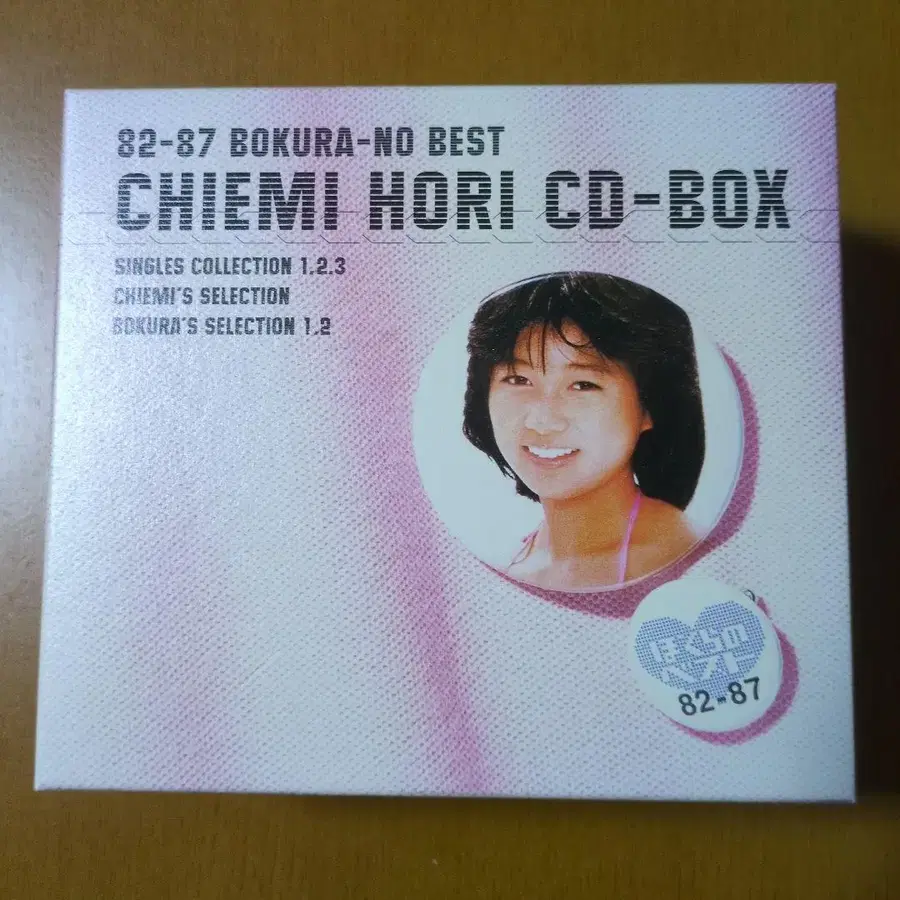 82-87 BOKURA-NO BEST
CHIEMI HORI CD-BOX
SINGLES COLLECTION 1.2.3
CHIEMI'S SELECTION
BOKURA'S SELECTION 1.2
ぼくらの
ベスト
82-87